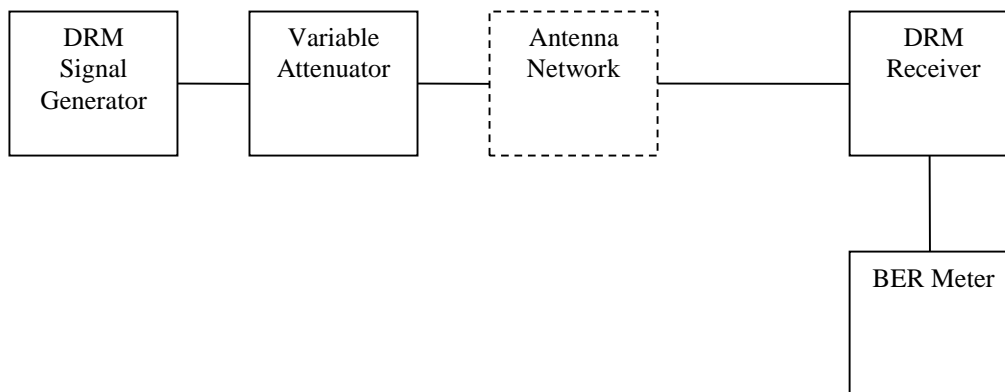 DRM
Signal
Generator
Variable
Attenuator
Antenna
Network
DRM
Receiver
BER Meter